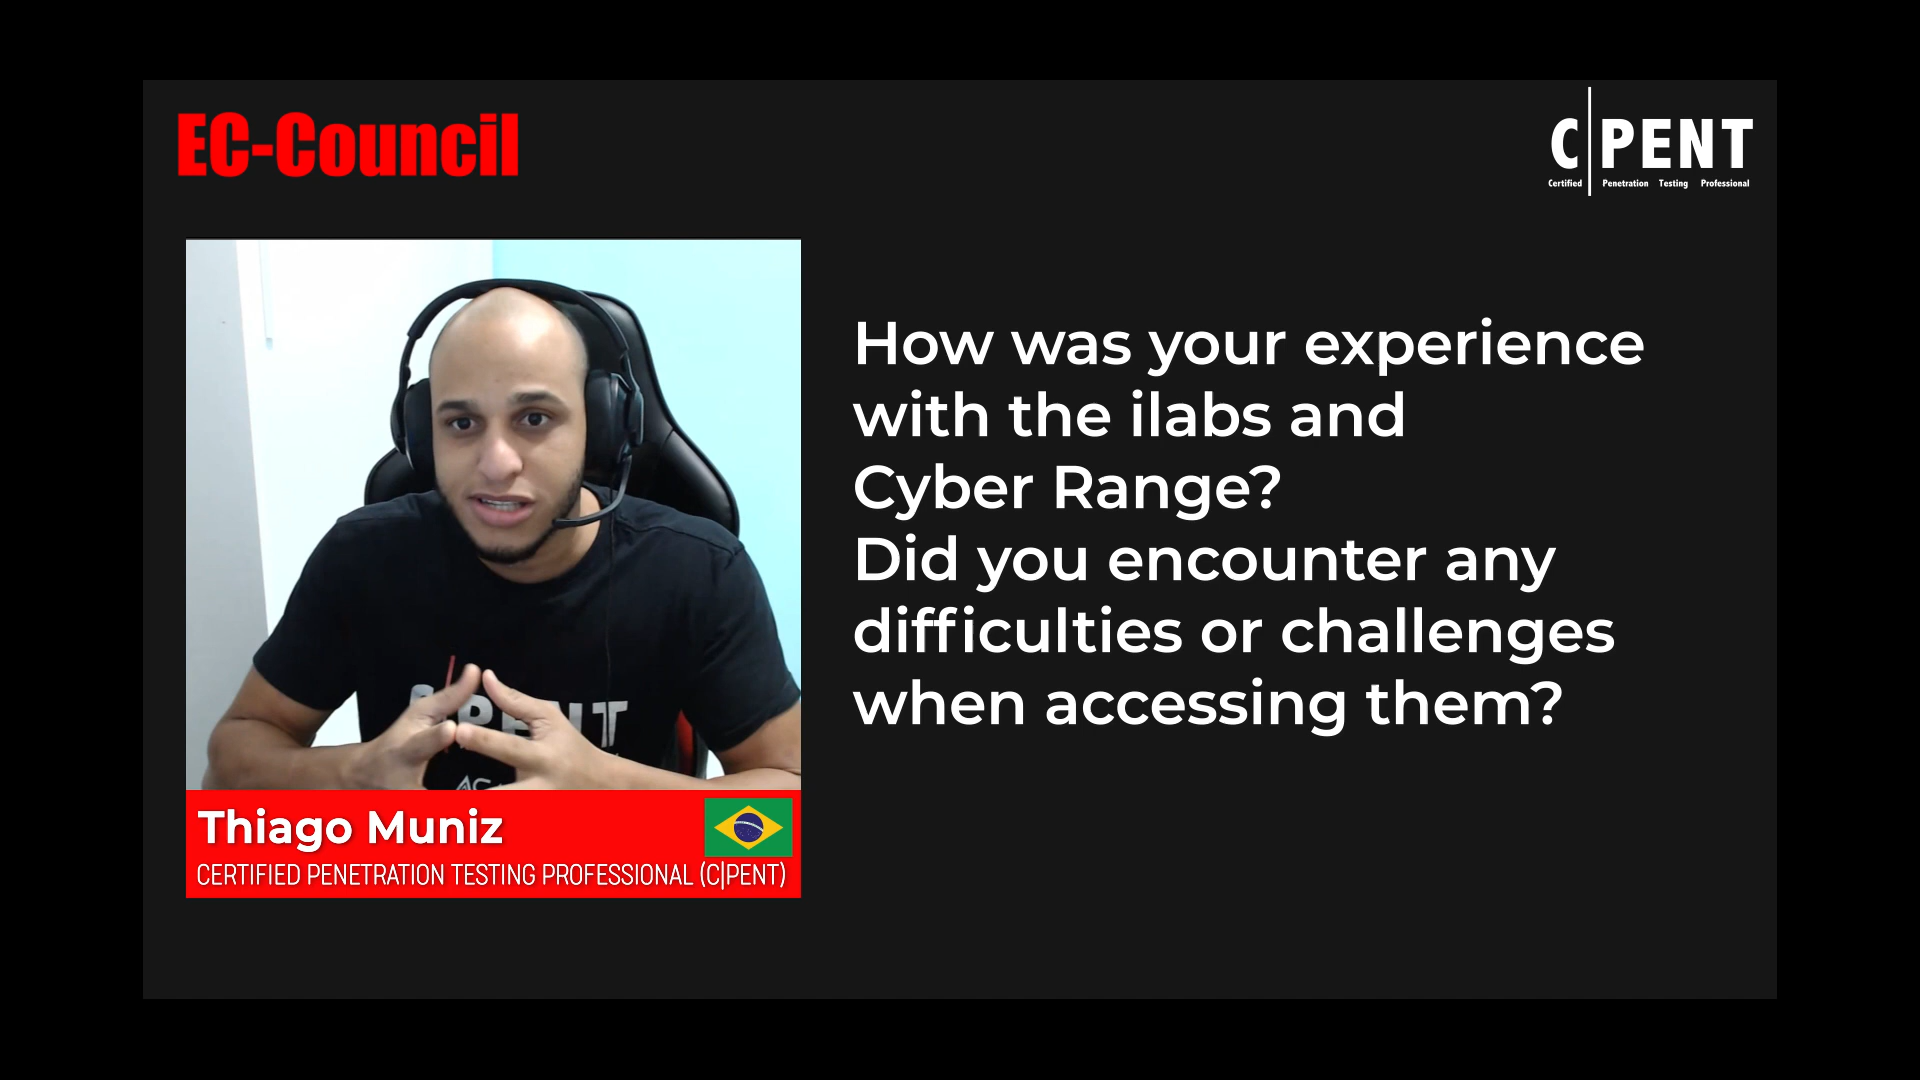 EC-Council
C|PENT
Certified Penetration Testing Professional
How was your experience
with the ilabs and
Cyber Range?
Did you encounter any
difficulties or challenges
when accessing them?
Thiago Muniz
CERTIFIED PENETRATION TESTING PROFESSIONAL (C|PENT)